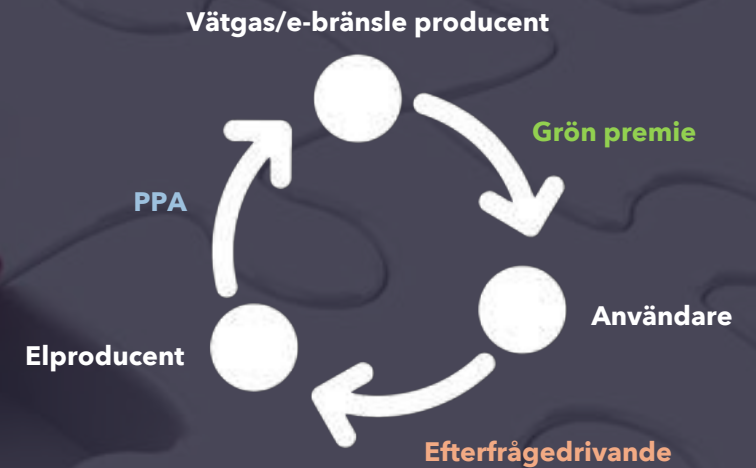 Vätgas/e-bränsle producent
Grön premie
PPA
Användare
Elproducent
Efterfrågedrivande